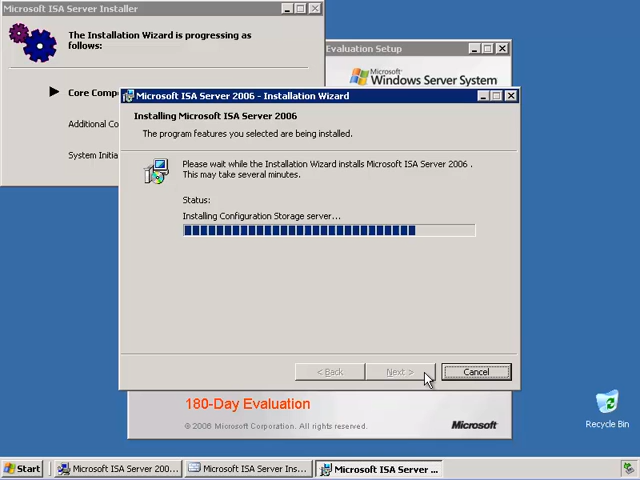 Microsoft ISA Server Installer
The Installation Wizard is progressing as
follows:
Core Comp
Additional Co
System Initia
Evaluation Setup
Microsoft
Windows Server System
Microsoft ISA Server 2006 - Installation Wizard
Installing Microsoft ISA Server 2006
The program features you selected are being installed.
Please wait while the Installation Wizard installs Microsoft ISA Server 2006 .
This may take several minutes.
Status:
Installing Configuration Storage server...
< Back
Next >
Cancel
180-Day Evaluation
© 2006 Microsoft Corporation. All rights reserved.
Microsoft
Recycle Bin
Start
Microsoft ISA Server 200...
Microsoft ISA Server Ins...
Microsoft ISA Server ...